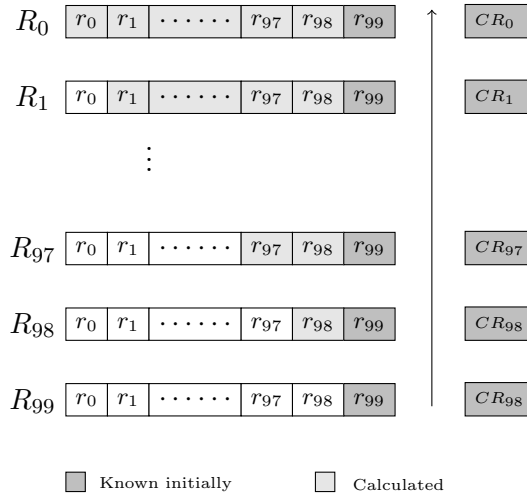 R₀ r₀ r₁ ⋯⋯ r₉₇ r₉₈ r₉₉ CR₀
R₁ r₀ r₁ ⋯⋯ r₉₇ r₉₈ r₉₉ CR₁
⋮
R₉₇ r₀ r₁ ⋯⋯ r₉₇ r₉₈ r₉₉ CR₉₇
R₉₈ r₀ r₁ ⋯⋯ r₉₇ r₉₈ r₉₉ CR₉₈
R₉₉ r₀ r₁ ⋯⋯ r₉₇ r₉₈ r₉₉ CR₉₈
Known initially Calculated